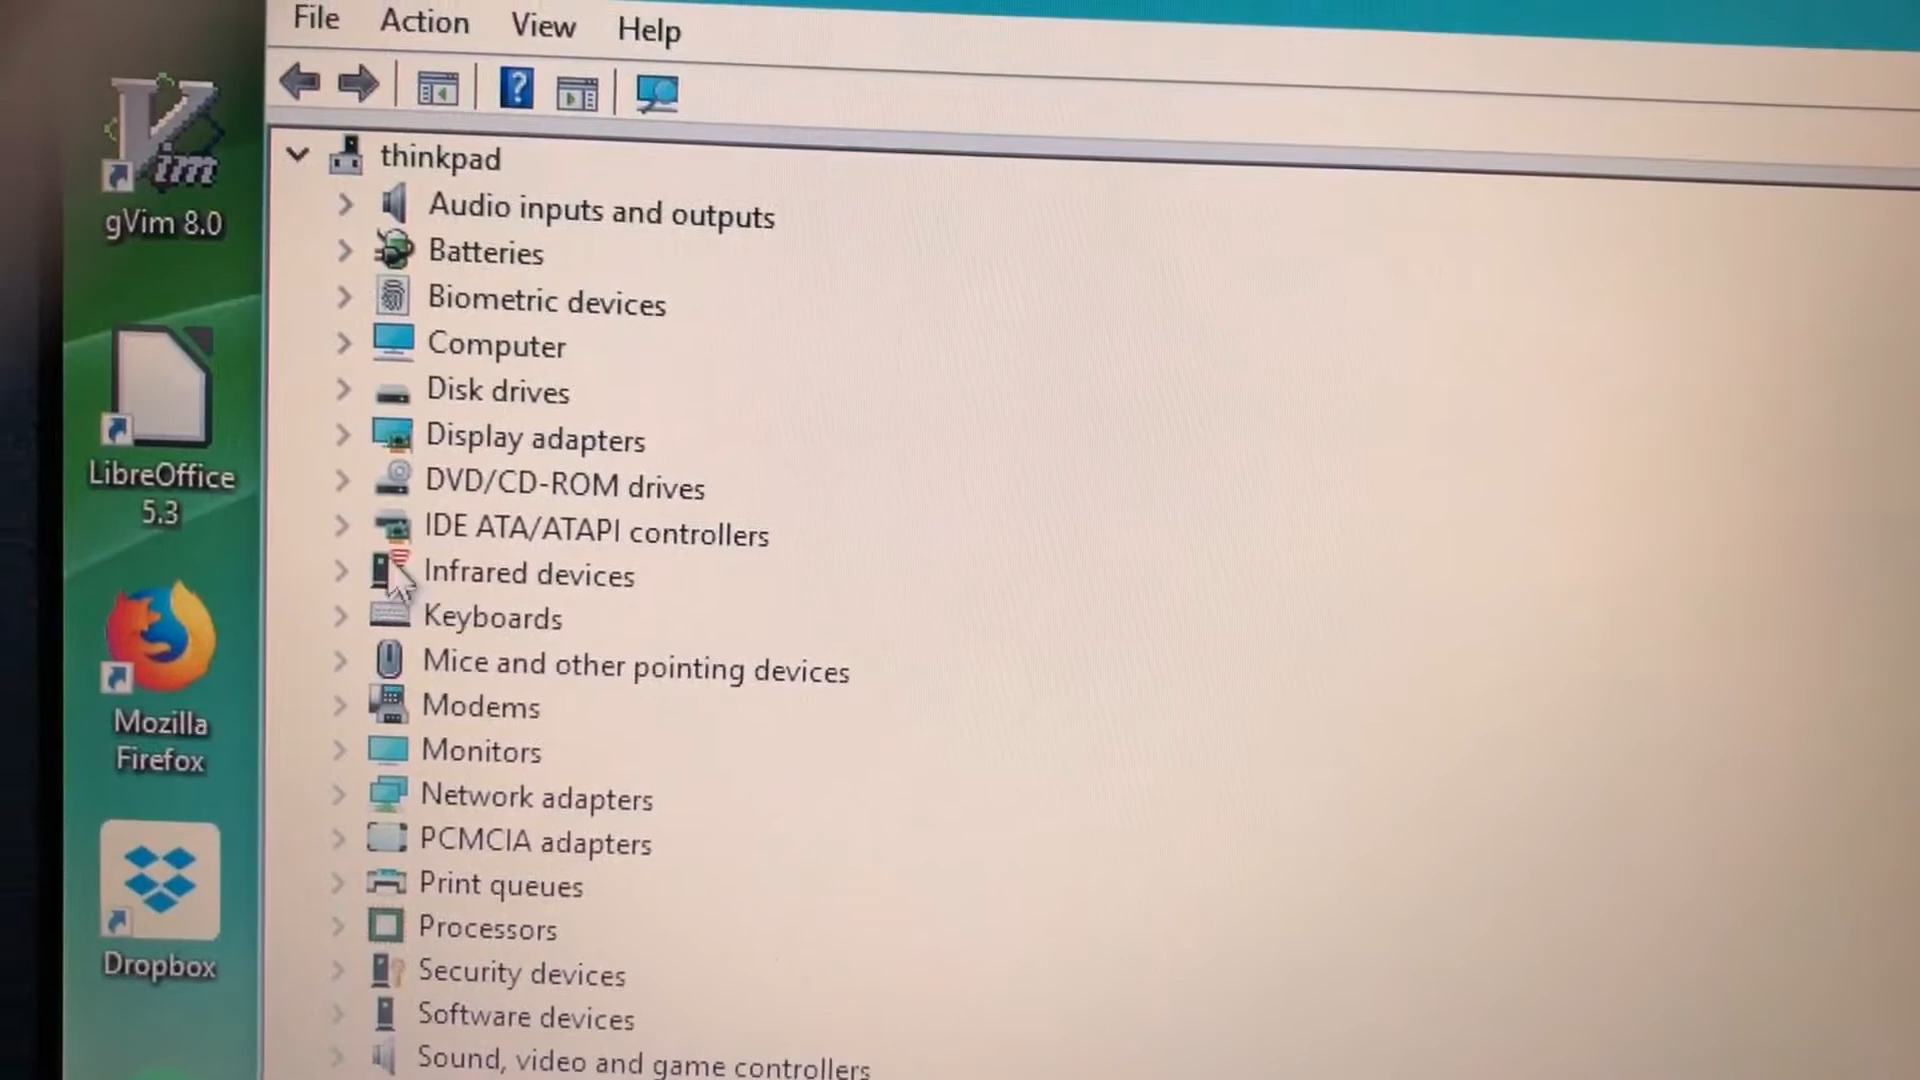 File Action View Help
thinkpad
Audio inputs and outputs
Batteries
Biometric devices
Computer
Disk drives
Display adapters
DVD/CD-ROM drives
IDE ATA/ATAPI controllers
Infrared devices
Keyboards
Mice and other pointing devices
Modems
Monitors
Network adapters
PCMCIA adapters
Print queues
Processors
Security devices
Software devices
Sound, video and game controllers
Vim
gVim 8.0
LibreOffice
5.3
Mozilla
Firefox
Dropbox